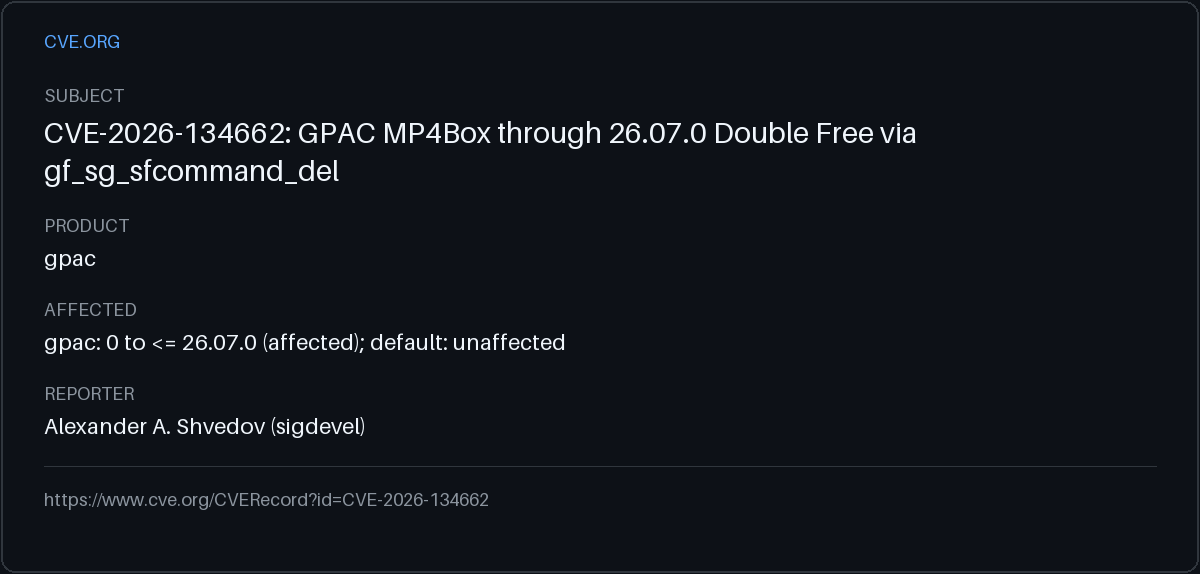 CVE.ORG
SUBJECT
CVE-2026-134662: GPAC MP4Box through 26.07.0 Double Free via
gf_sg_sfcommand_del
PRODUCT
gpac
AFFECTED
gpac: 0 to <= 26.07.0 (affected); default: unaffected
REPORTER
Alexander A. Shvedov (sigdevel)
https://www.cve.org/CVERecord?id=CVE-2026-134662